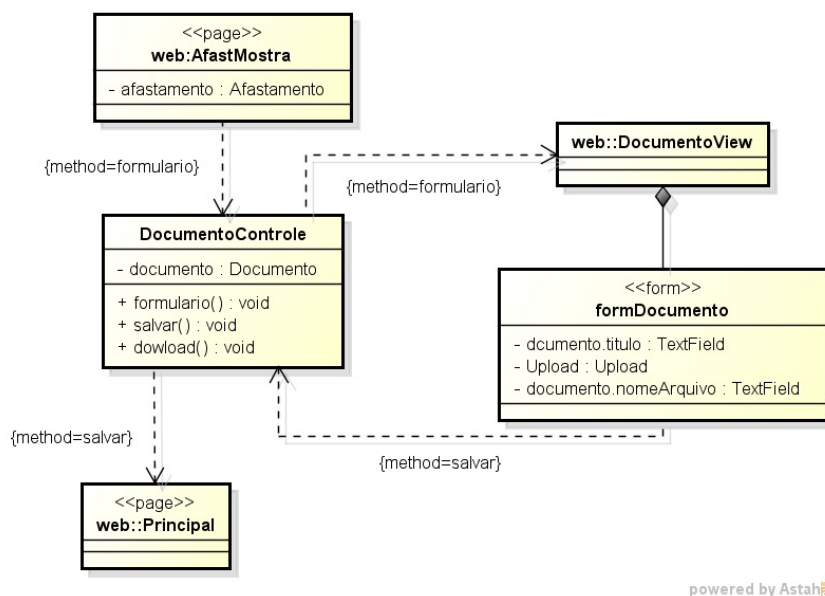 <<page>>
web:AfastMostra
- afastamento : Afastamento
{method=formulario}
{method=formulario}
web::DocumentoView
DocumentoControle
- documento : Documento
+ formulario() : void
+ salvar() : void
+ dowload() : void
<<form>>
formDocumento
- dcumento.titulo : TextField
- Upload : Upload
- documento.nomeArquivo : TextField
{method=salvar}
{method=salvar}
<<page>>
web::Principal
powered by Astah